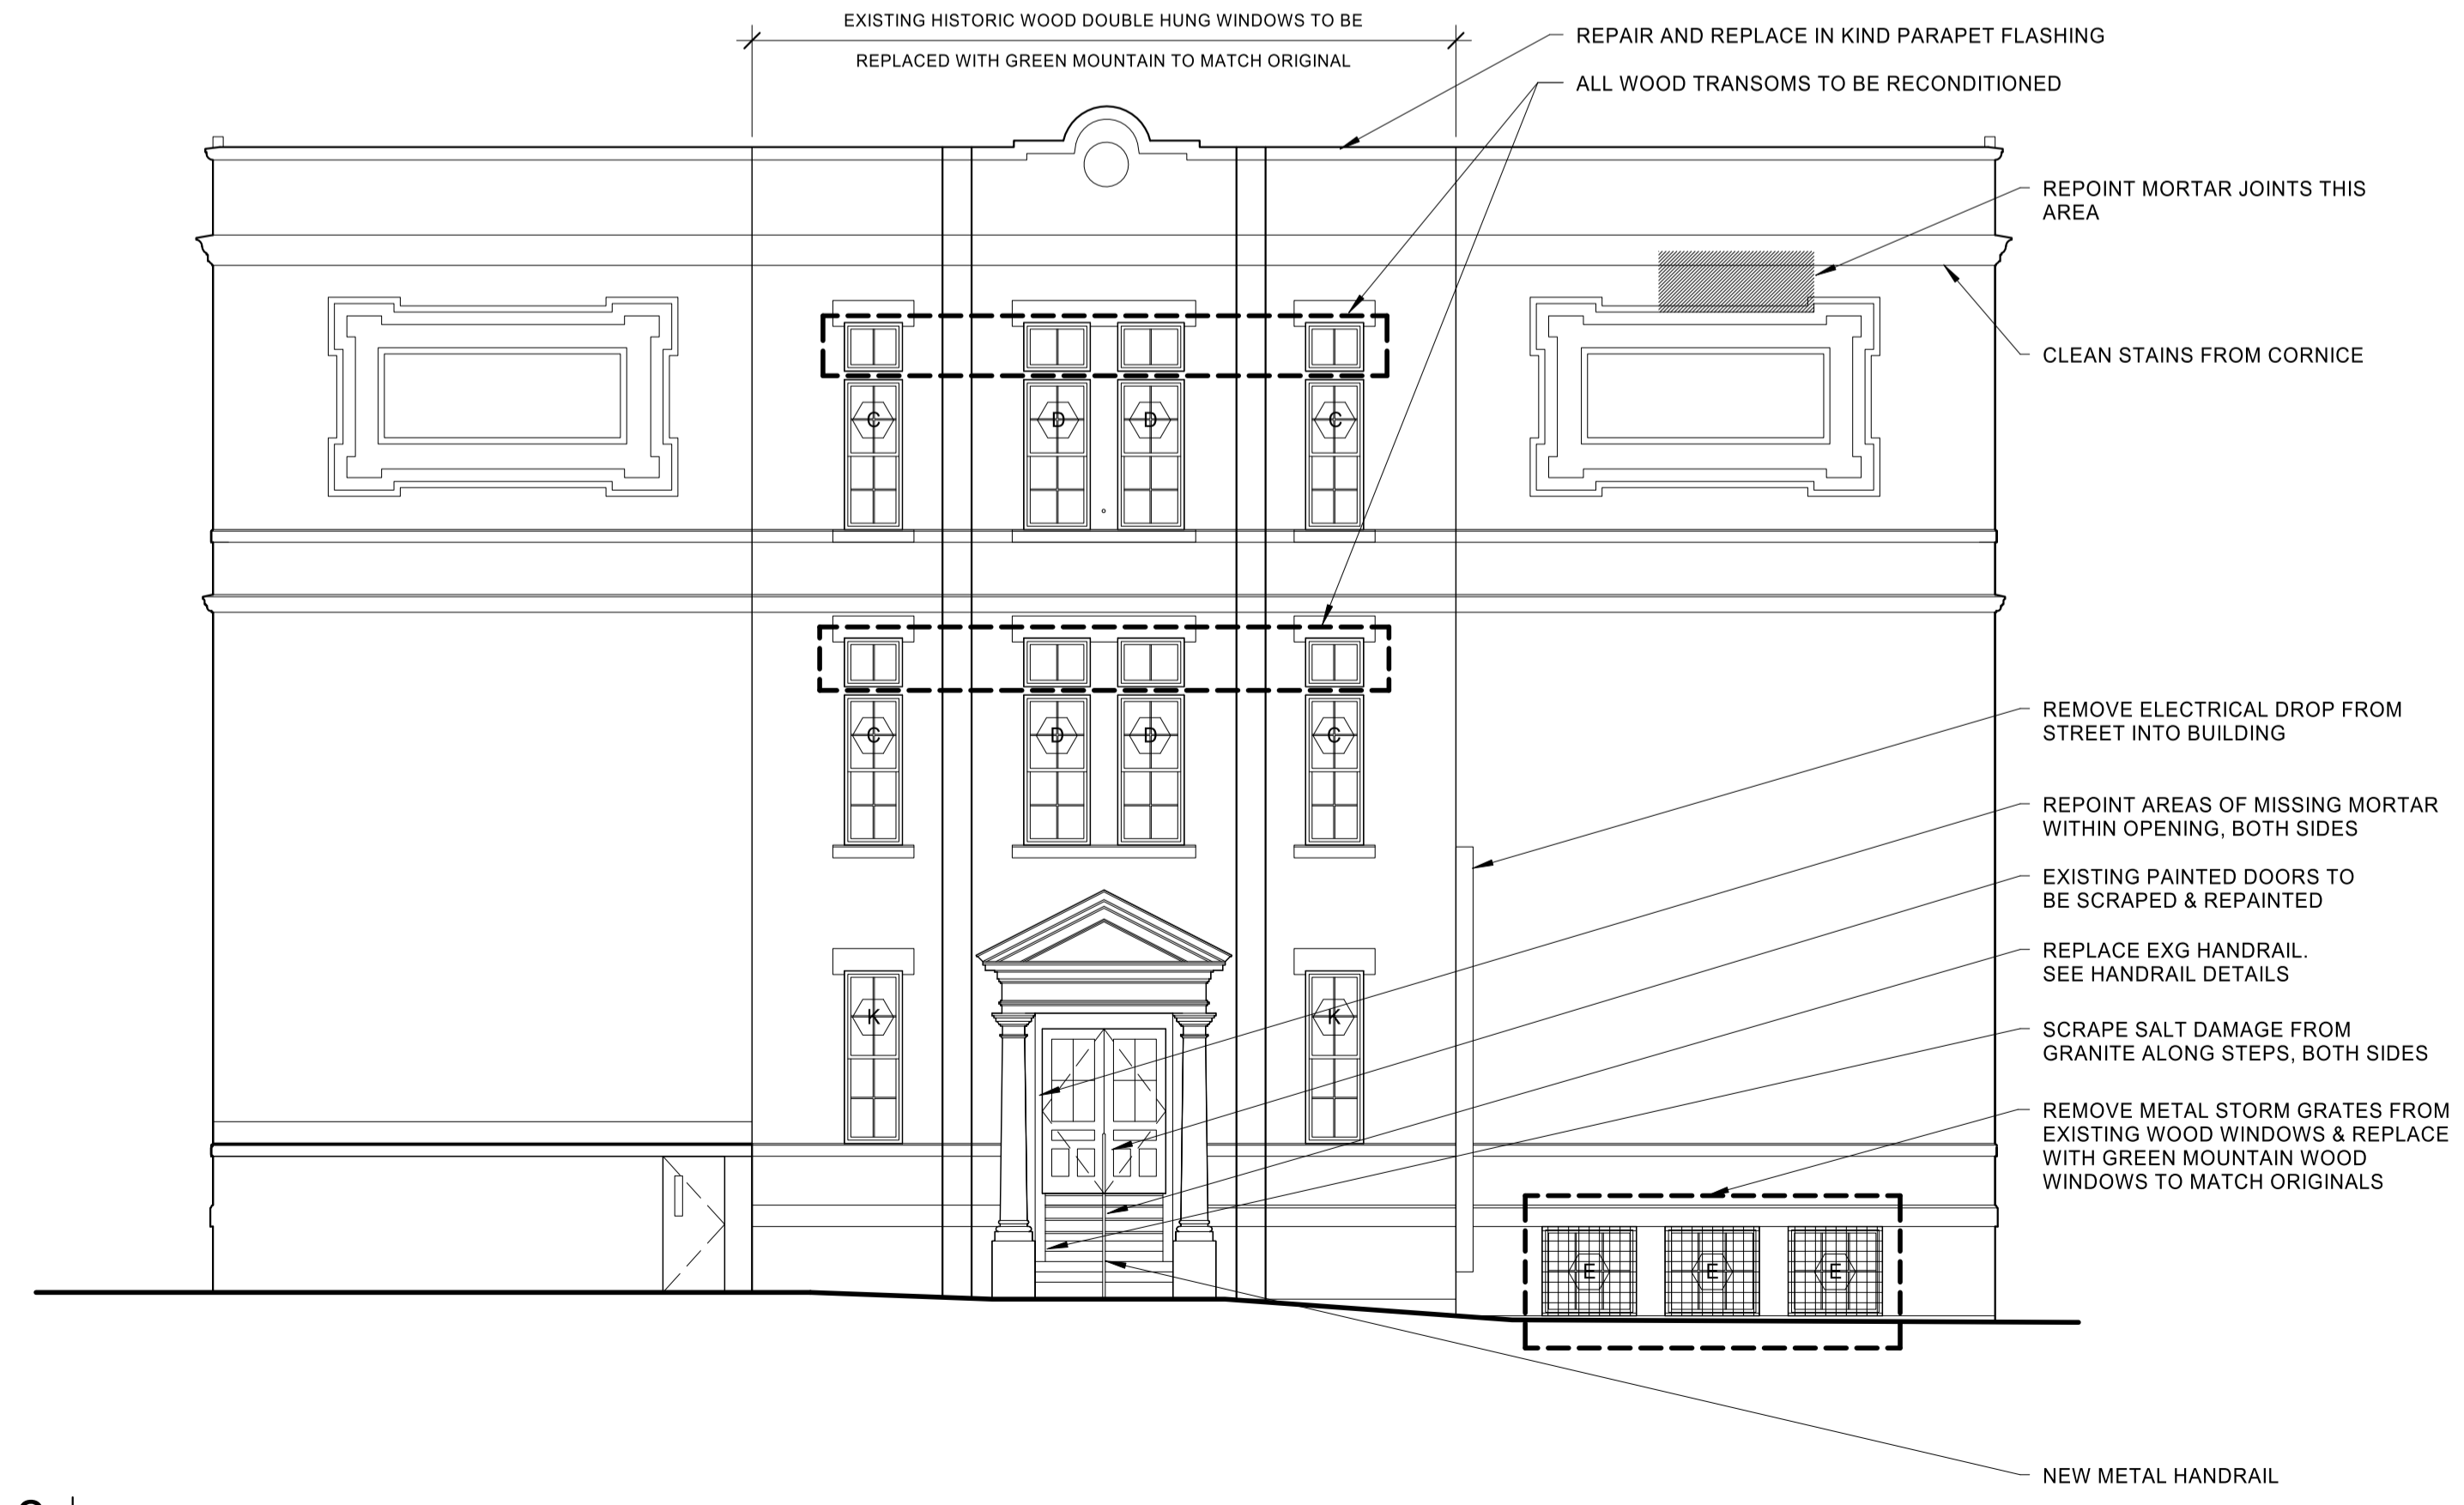 EXISTING HISTORIC WOOD DOUBLE HUNG WINDOWS TO BE
REPLACED WITH GREEN MOUNTAIN TO MATCH ORIGINAL
REPAIR AND REPLACE IN KIND PARAPET FLASHING
ALL WOOD TRANSOMS TO BE RECONDITIONED
REPOINT MORTAR JOINTS THIS
AREA
CLEAN STAINS FROM CORNICE
C D D C
REMOVE ELECTRICAL DROP FROM
STREET INTO BUILDING
C D D C
REPOINT AREAS OF MISSING MORTAR
WITHIN OPENING, BOTH SIDES
EXISTING PAINTED DOORS TO
BE SCRAPED & REPAINTED
REPLACE EXG HANDRAIL.
SEE HANDRAIL DETAILS
K K
SCRAPE SALT DAMAGE FROM
GRANITE ALONG STEPS, BOTH SIDES
REMOVE METAL STORM GRATES FROM
EXISTING WOOD WINDOWS & REPLACE
WITH GREEN MOUNTAIN WOOD
WINDOWS TO MATCH ORIGINALS
E E E
NEW METAL HANDRAIL